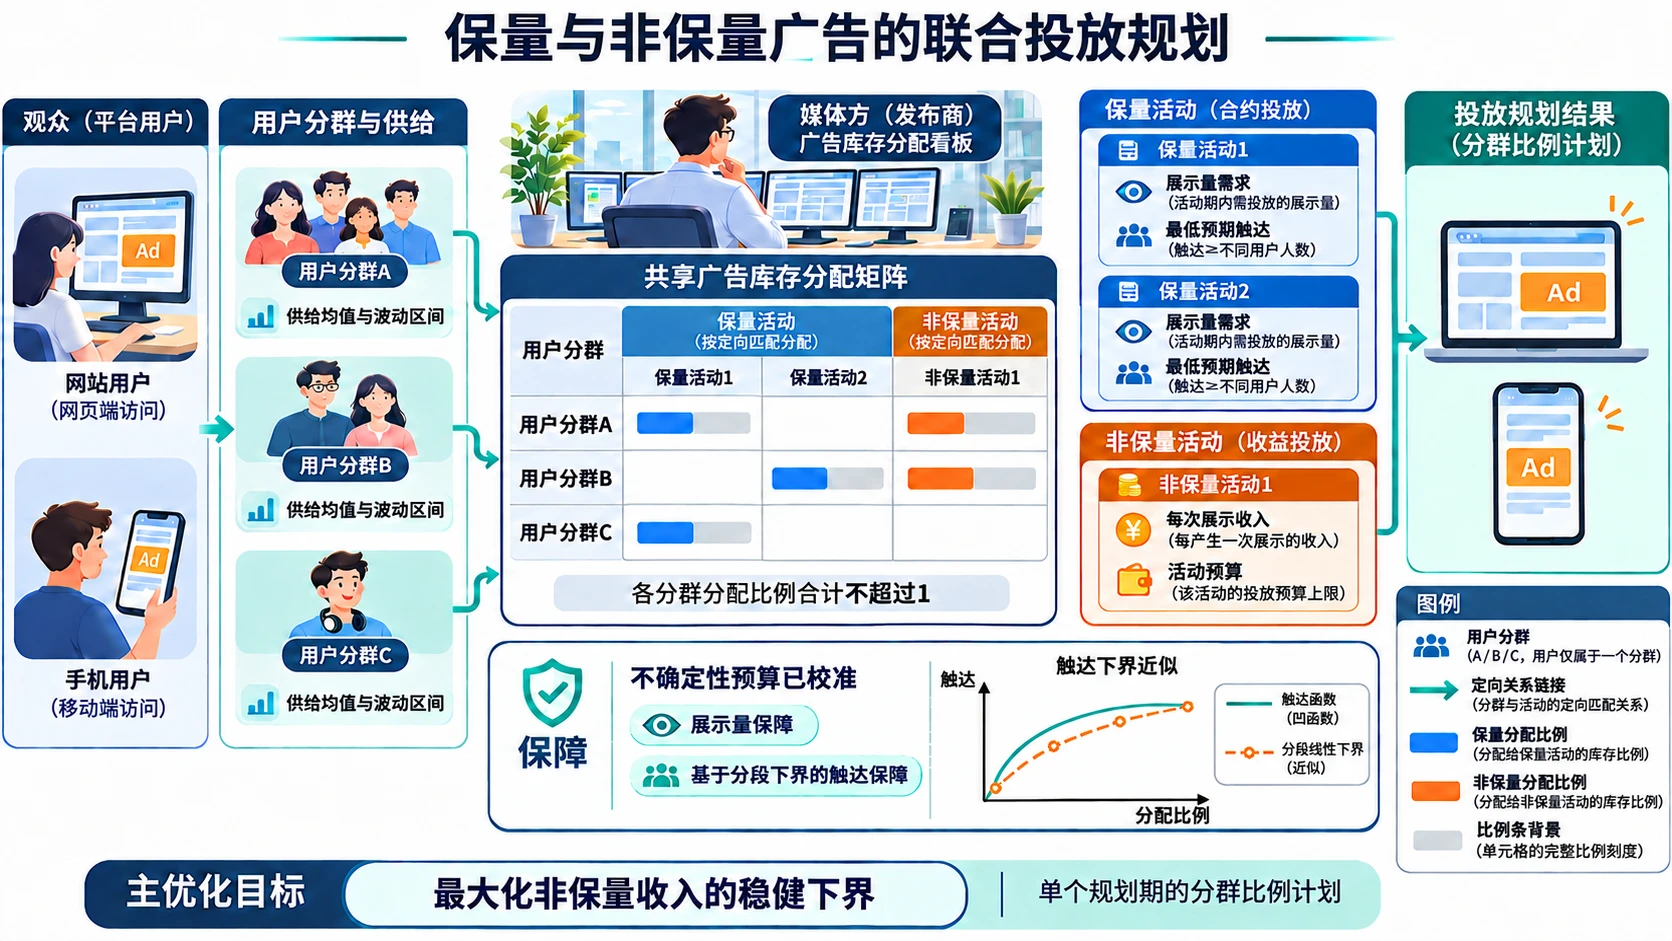 保量与非保量广告的联合投放规划
观众（平台用户）
Ad
网站用户
（网页端访问）
Ad
手机用户
（移动端访问）
用户分群与供给
用户分群A
供给均值与波动区间
用户分群B
供给均值与波动区间
用户分群C
供给均值与波动区间
媒体方（发布商）
广告库存分配看板
共享广告库存分配矩阵
用户分群
保量活动
（按定向匹配分配）
非保量活动
（按定向匹配分配）
保量活动1
保量活动2
非保量活动1
用户分群A
用户分群B
用户分群C
各分群分配比例合计不超过1
保量活动（合约投放）
保量活动1
展示量需求
（活动期内需投放的展示量）
最低预期触达
（触达≥不同用户人数）
保量活动2
展示量需求
（活动期内需投放的展示量）
最低预期触达
（触达≥不同用户人数）
非保量活动（收益投放）
非保量活动1
¥
每次展示收入
（每产生一次展示的收入）
活动预算
（该活动的投放预算上限）
投放规划结果
（分群比例计划）
Ad
Ad
图例
用户分群
（A/B/C，用户仅属于一个分群）
定向关系链接
（分群与活动的定向匹配关系）
保量分配比例
（分配给保量活动的库存比例）
非保量分配比例
（分配给非保量活动的库存比例）
比例条背景
（单元格的完整比例刻度）
保障
不确定性预算已校准
展示量保障
基于分段下界的触达保障
触达下界近似
触达
分配比例
触达函数
（凹函数）
分段线性下界
（近似）
主优化目标
最大化非保量收入的稳健下界
单个规划期的分群比例计划